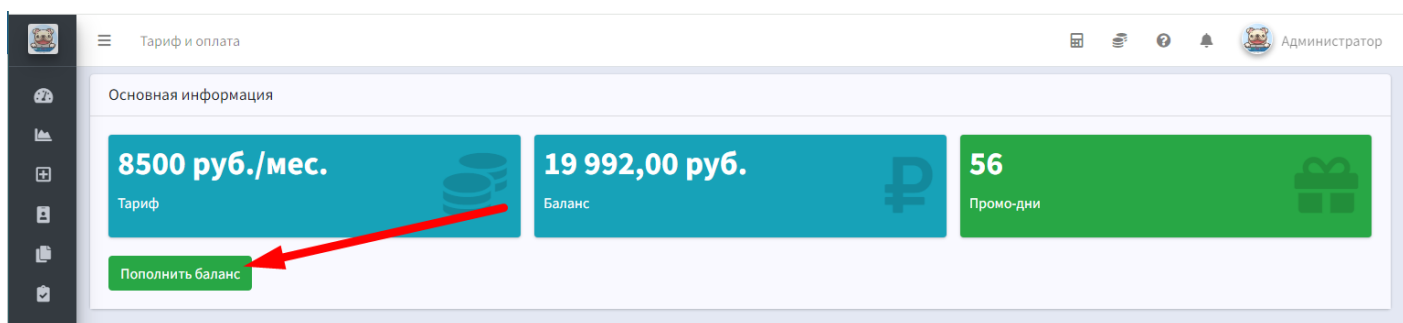 Тариф и оплата
Администратор
Основная информация
8500 руб./мес.
Тариф
19 992,00 руб.
Баланс
56
Промо-дни
Пополнить баланс